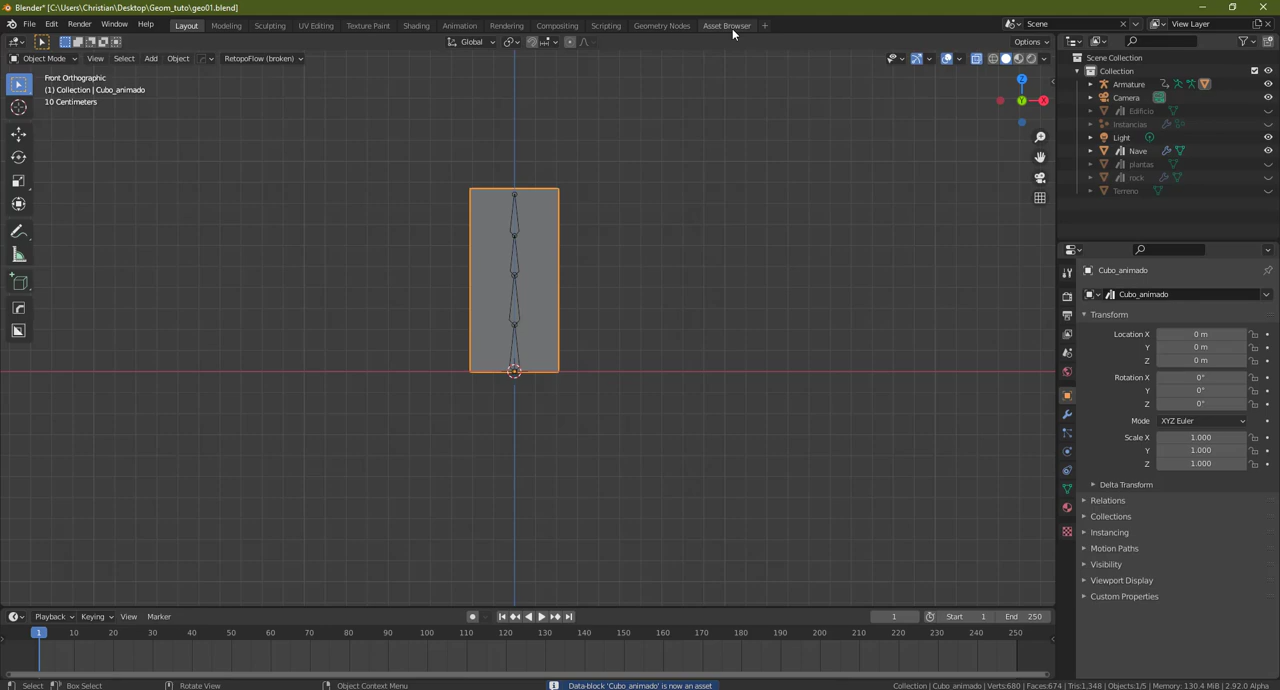 Blender* [C:\Users\Christian\Desktop\Geom_tuto\geo01.blend]
File Edit Render Window Help Layout Modeling Sculpting UV Editing Texture Paint Shading Animation Rendering Compositing Scripting Geometry Nodes Asset Browser + Scene View Layer
Global Options
Object Mode View Select Add Object RetopoFlow (broken)
Front Orthographic
(1) Collection | Cubo_animado
10 Centimeters
Z
Y
X
Scene Collection
Collection
Armature
Camera
Edificio
Instancias
Light
Nave
plantas
rock
Terreno
Cubo_animado
Cubo_animado
Transform
Location X 0 m
Y 0 m
Z 0 m
Rotation X 0°
Y 0°
Z 0°
Mode XYZ Euler
Scale X 1.000
Y 1.000
Z 1.000
Delta Transform
Relations
Collections
Instancing
Motion Paths
Visibility
Viewport Display
Custom Properties
Playback Keying View Marker 1 Start 1 End 250
1 10 20 30 40 50 60 70 80 90 100 110 120 130 140 150 160 170 180 190 200 210 220 230 240 250
Select Box Select Rotate View Object Context Menu Data-block 'Cubo_animado' is now an asset Collection | Cubo_animado | Verts:680 | Faces:674 | Tris:1,348 | Objects:1/5 | Memory: 130.4 MiB | 2.92.0 Alpha